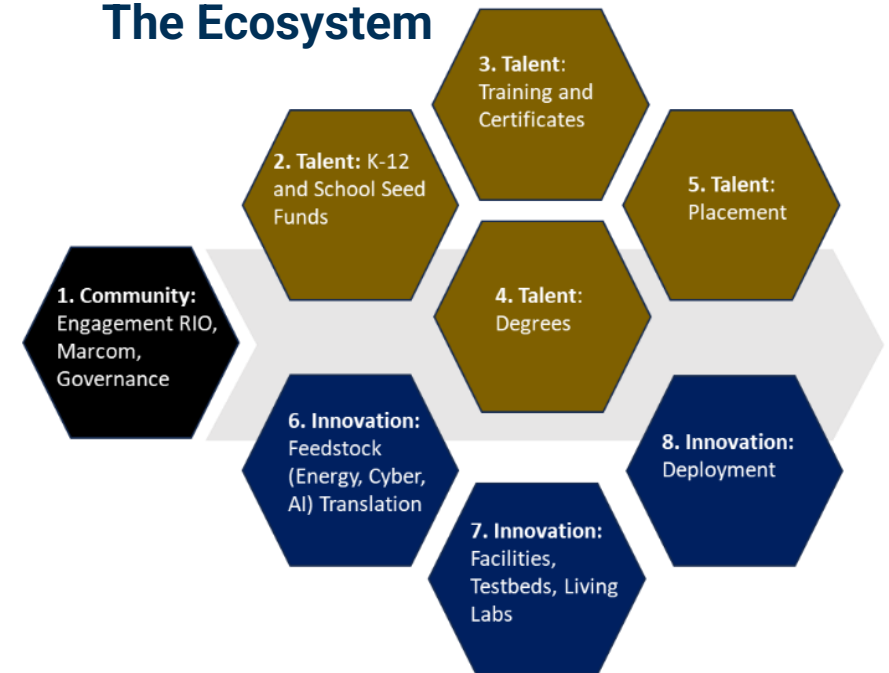 The Ecosystem
1. Community:
Engagement RIO,
Marcom,
Governance
2. Talent: K-12
and School Seed
Funds
3. Talent:
Training and
Certificates
4. Talent:
Degrees
5. Talent:
Placement
6. Innovation:
Feedstock
(Energy, Cyber,
AI) Translation
7. Innovation:
Facilities,
Testbeds, Living
Labs
8. Innovation:
Deployment